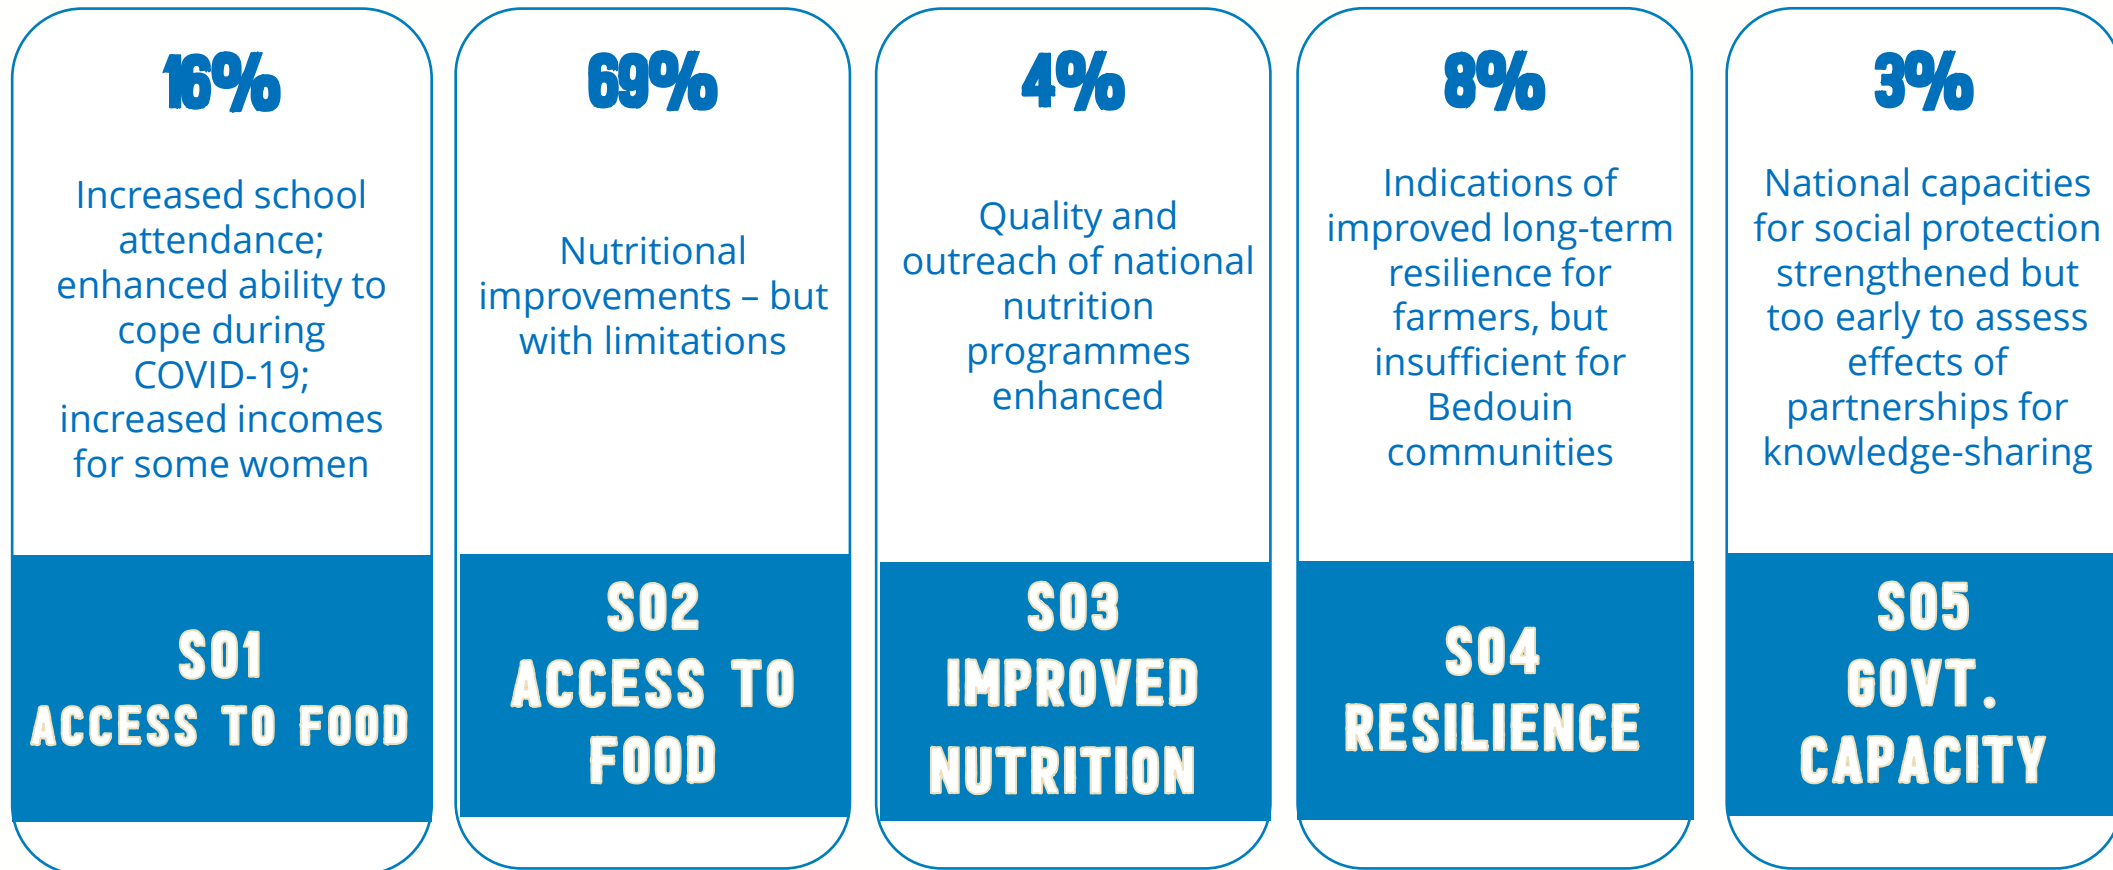 16%
Increased school
attendance;
enhanced ability to
cope during
COVID-19;
increased incomes
for some women
SO1
ACCESS TO FOOD
69%
Nutritional
improvements – but
with limitations
SO2
ACCESS TO
FOOD
4%
Quality and
outreach of national
nutrition
programmes
enhanced
SO3
IMPROVED
NUTRITION
8%
Indications of
improved long-term
resilience for
farmers, but
insufficient for
Bedouin
communities
SO4
RESILIENCE
3%
National capacities
for social protection
strengthened but
too early to assess
effects of
partnerships for
knowledge-sharing
SO5
GOVT.
CAPACITY